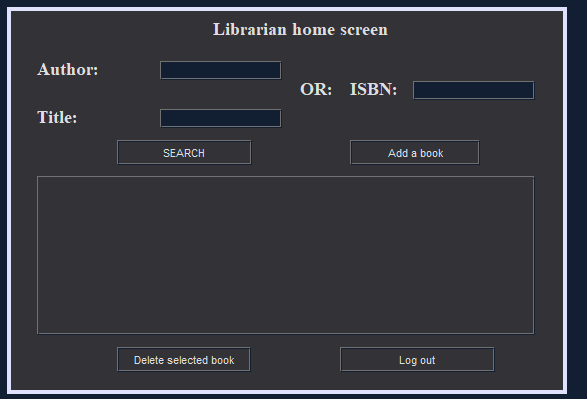 Librarian home screen
Author:
OR: ISBN:
Title:
SEARCH Add a book
Delete selected book Log out